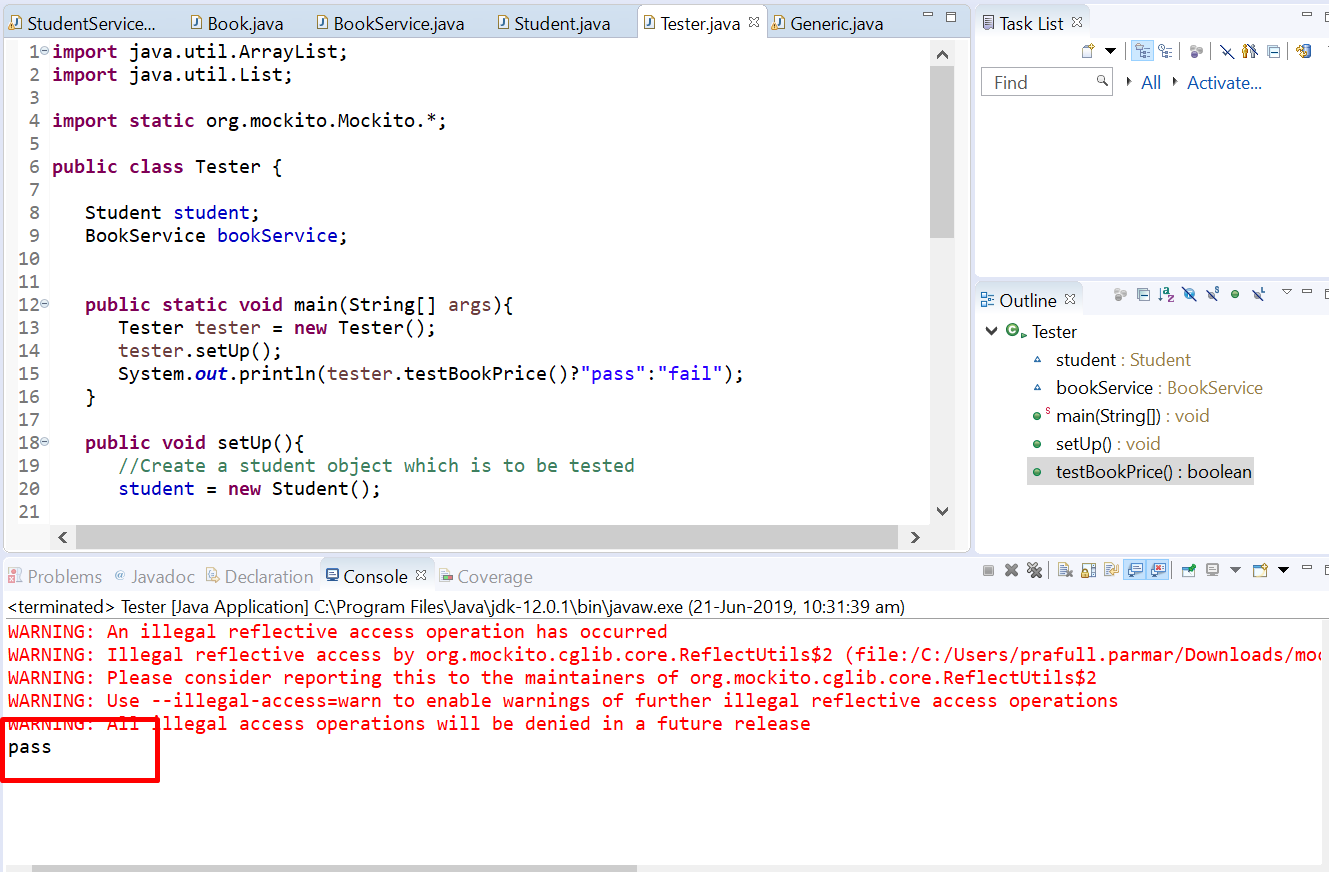 StudentService... Book.java BookService.java Student.java Tester.java Generic.java
1 import java.util.ArrayList;
2 import java.util.List;
3
4 import static org.mockito.Mockito.*;
5
6 public class Tester {
7
8 Student student;
9 BookService bookService;
10
11
12 public static void main(String[] args){
13 Tester tester = new Tester();
14 tester.setUp();
15 System.out.println(tester.testBookPrice()?"pass":"fail");
16 }
17
18 public void setUp(){
19 //Create a student object which is to be tested
20 student = new Student();
21
Task List
Find All Activate...
Outline
Tester
student : Student
bookService : BookService
main(String[]) : void
setUp() : void
testBookPrice() : boolean
Problems @ Javadoc Declaration Console Coverage
<terminated> Tester [Java Application] C:\Program Files\Java\jdk-12.0.1\bin\javaw.exe (21-Jun-2019, 10:31:39 am)
WARNING: An illegal reflective access operation has occurred
WARNING: Illegal reflective access by org.mockito.cglib.core.ReflectUtils$2 (file:/C:/Users/prafull.parmar/Downloads/moc
WARNING: Please consider reporting this to the maintainers of org.mockito.cglib.core.ReflectUtils$2
WARNING: Use --illegal-access=warn to enable warnings of further illegal reflective access operations
WARNING: All illegal access operations will be denied in a future release
pass